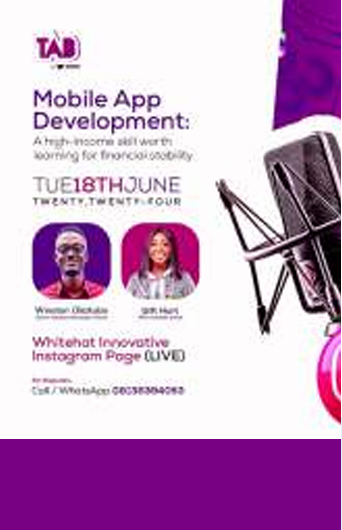 TAB
Mobile App
Development:
A high-income skill worth
learning for financial stability
TUE18THJUNE
TWENTY,TWENTY-FOUR
Whitehat Innovative
Instagram Page (LIVE)
Call / WhatsApp